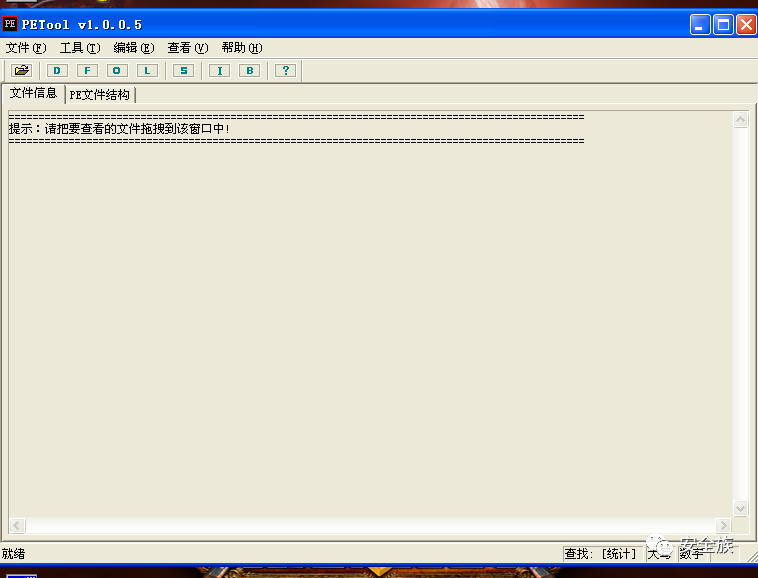 PE PETool v1.0.0.5
文件(F) 工具(T) 编辑(E) 查看(V) 帮助(H)
D F O L S I B ?
文件信息 PE文件结构
================================================================================================
提示：请把要查看的文件拖拽到该窗口中!
================================================================================================
就绪 查找: [统计] 大写 数字
安全族